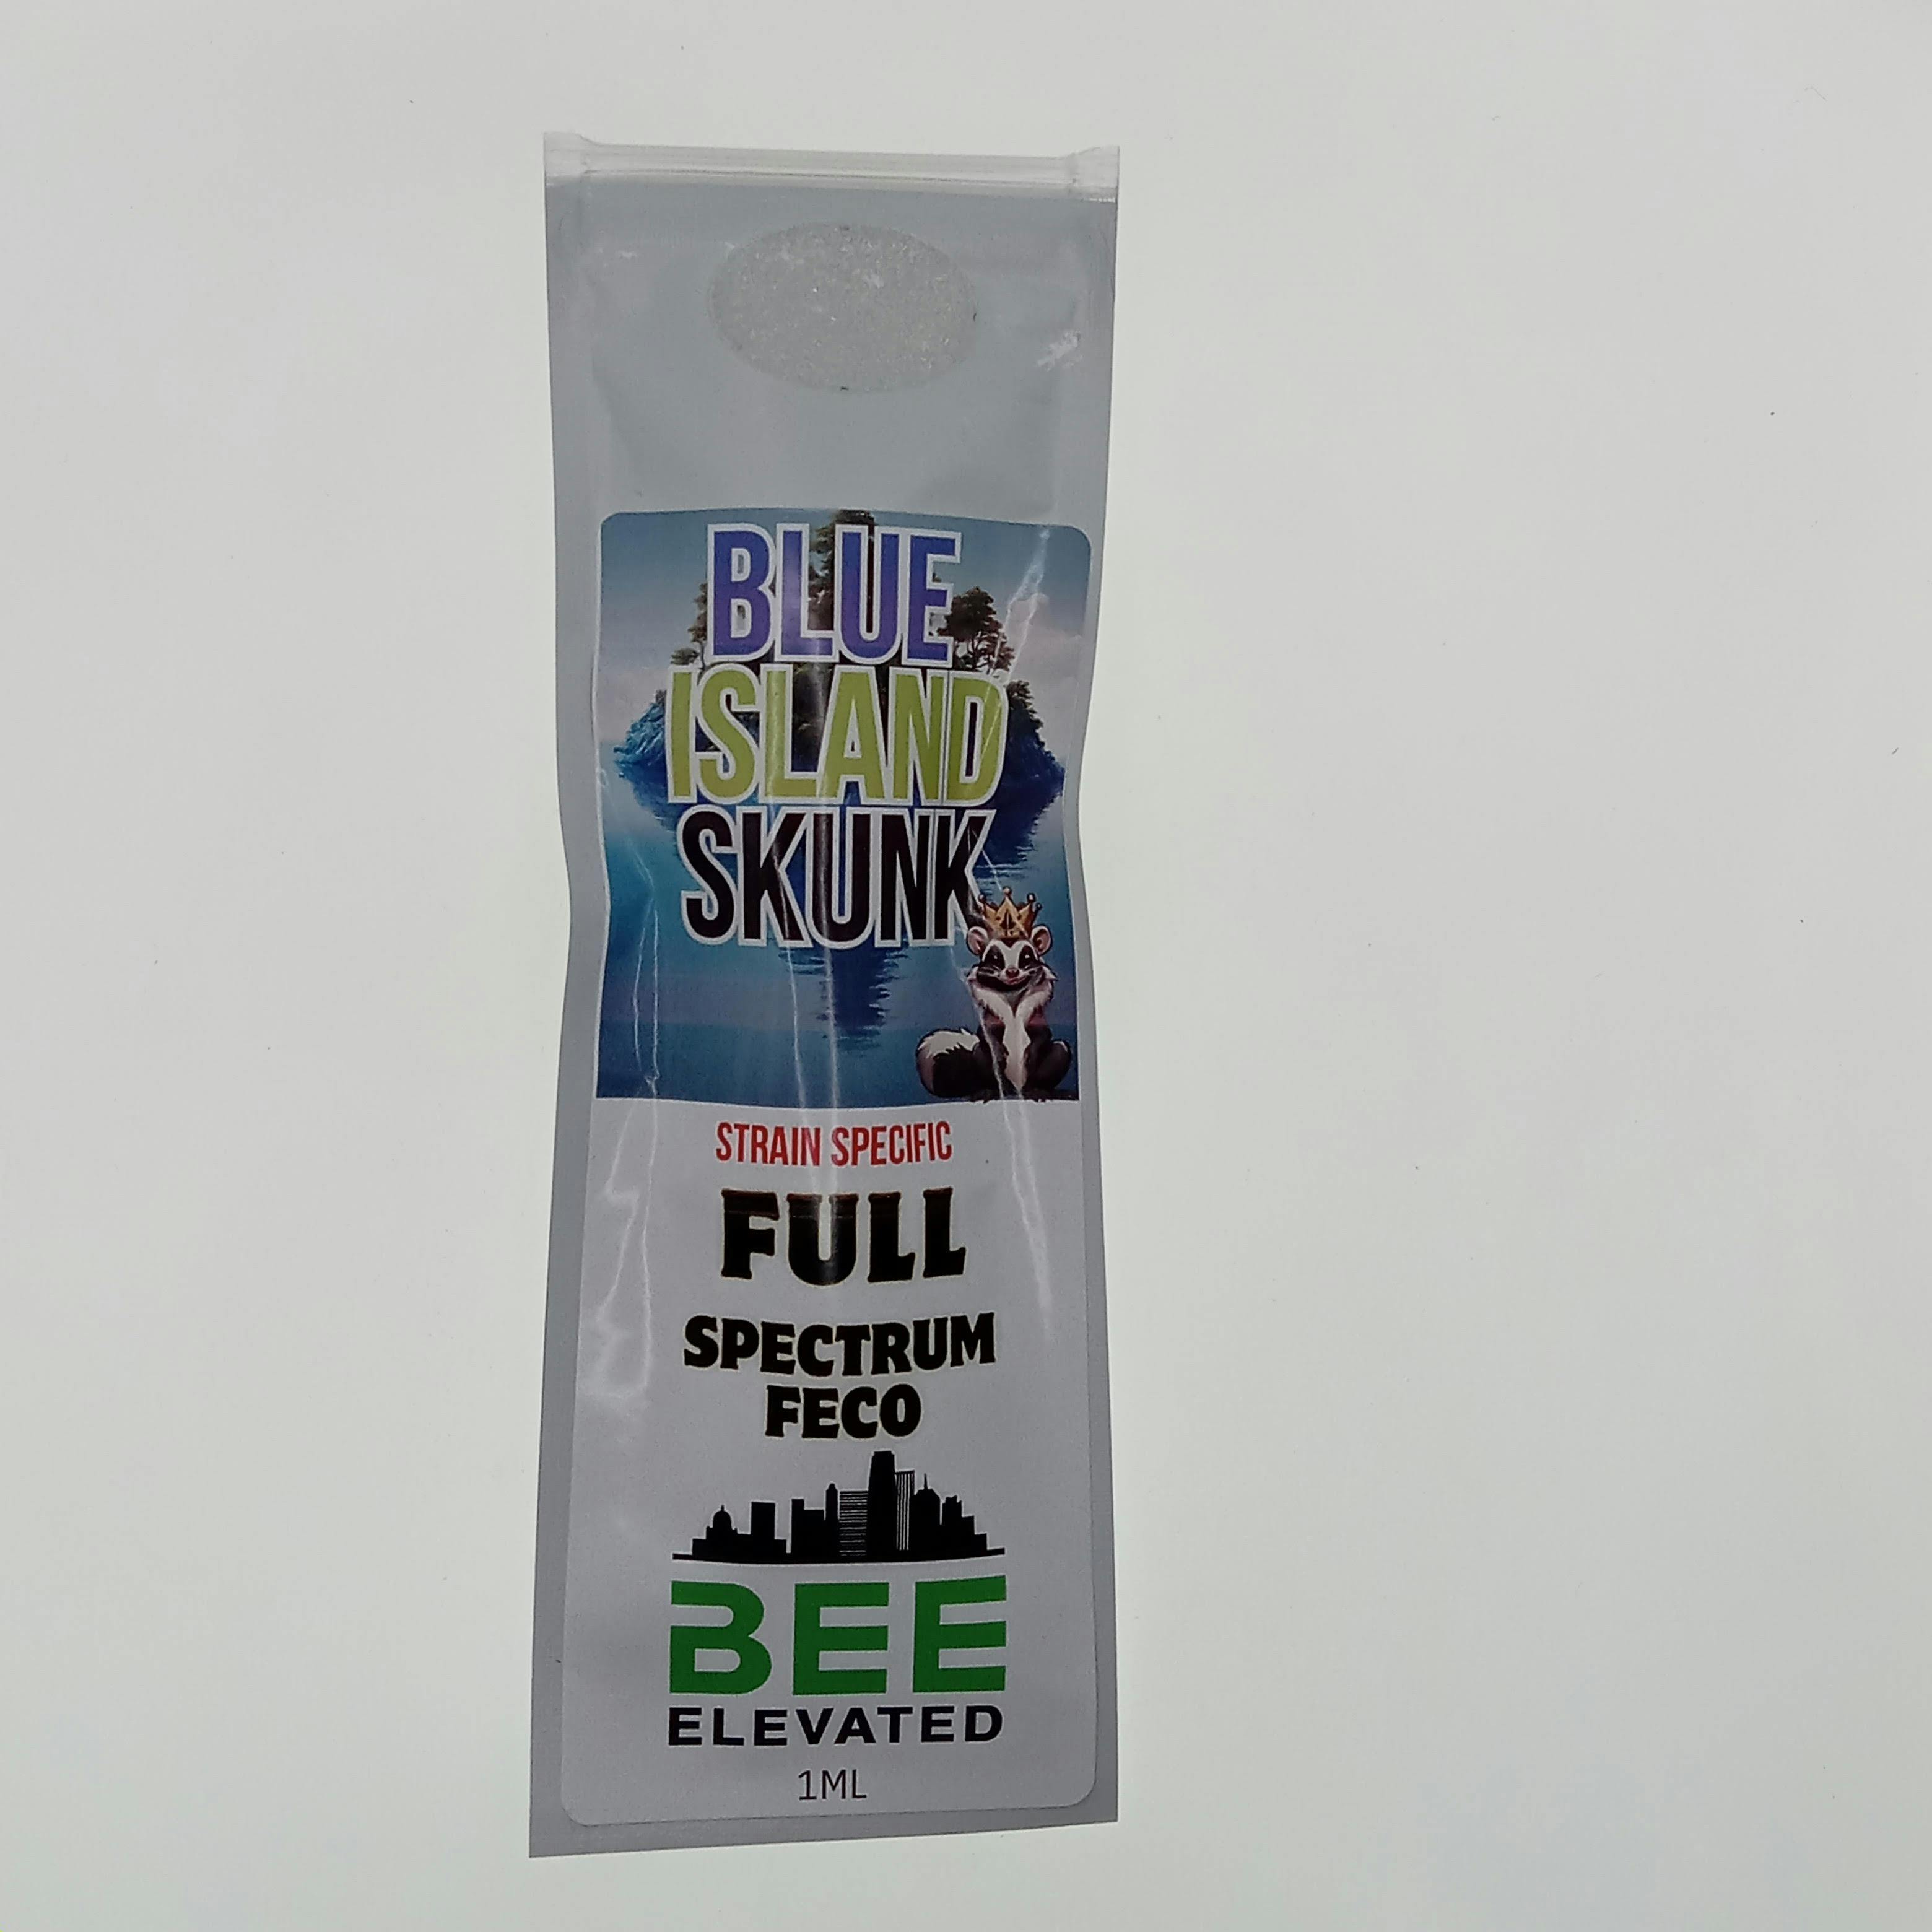 BLUE
ISLAND
SKUNK
STRAIN SPECIFIC
FULL
SPECTRUM
FECO
BEE
ELEVATED
1ML